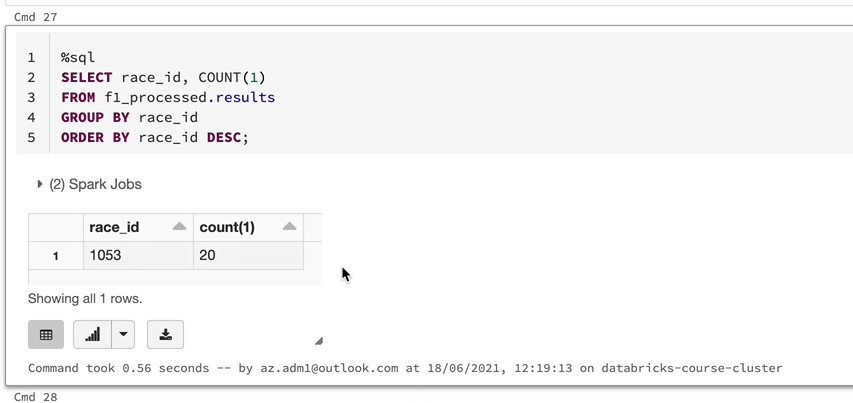 Cmd 27
1 %sql
2 SELECT race_id, COUNT(1)
3 FROM f1_processed.results
4 GROUP BY race_id
5 ORDER BY race_id DESC;
(2) Spark Jobs
race_id count(1)
1 1053 20
Showing all 1 rows.
Command took 0.56 seconds -- by az.adm1@outlook.com at 18/06/2021, 12:19:13 on databricks-course-cluster
Cmd 28